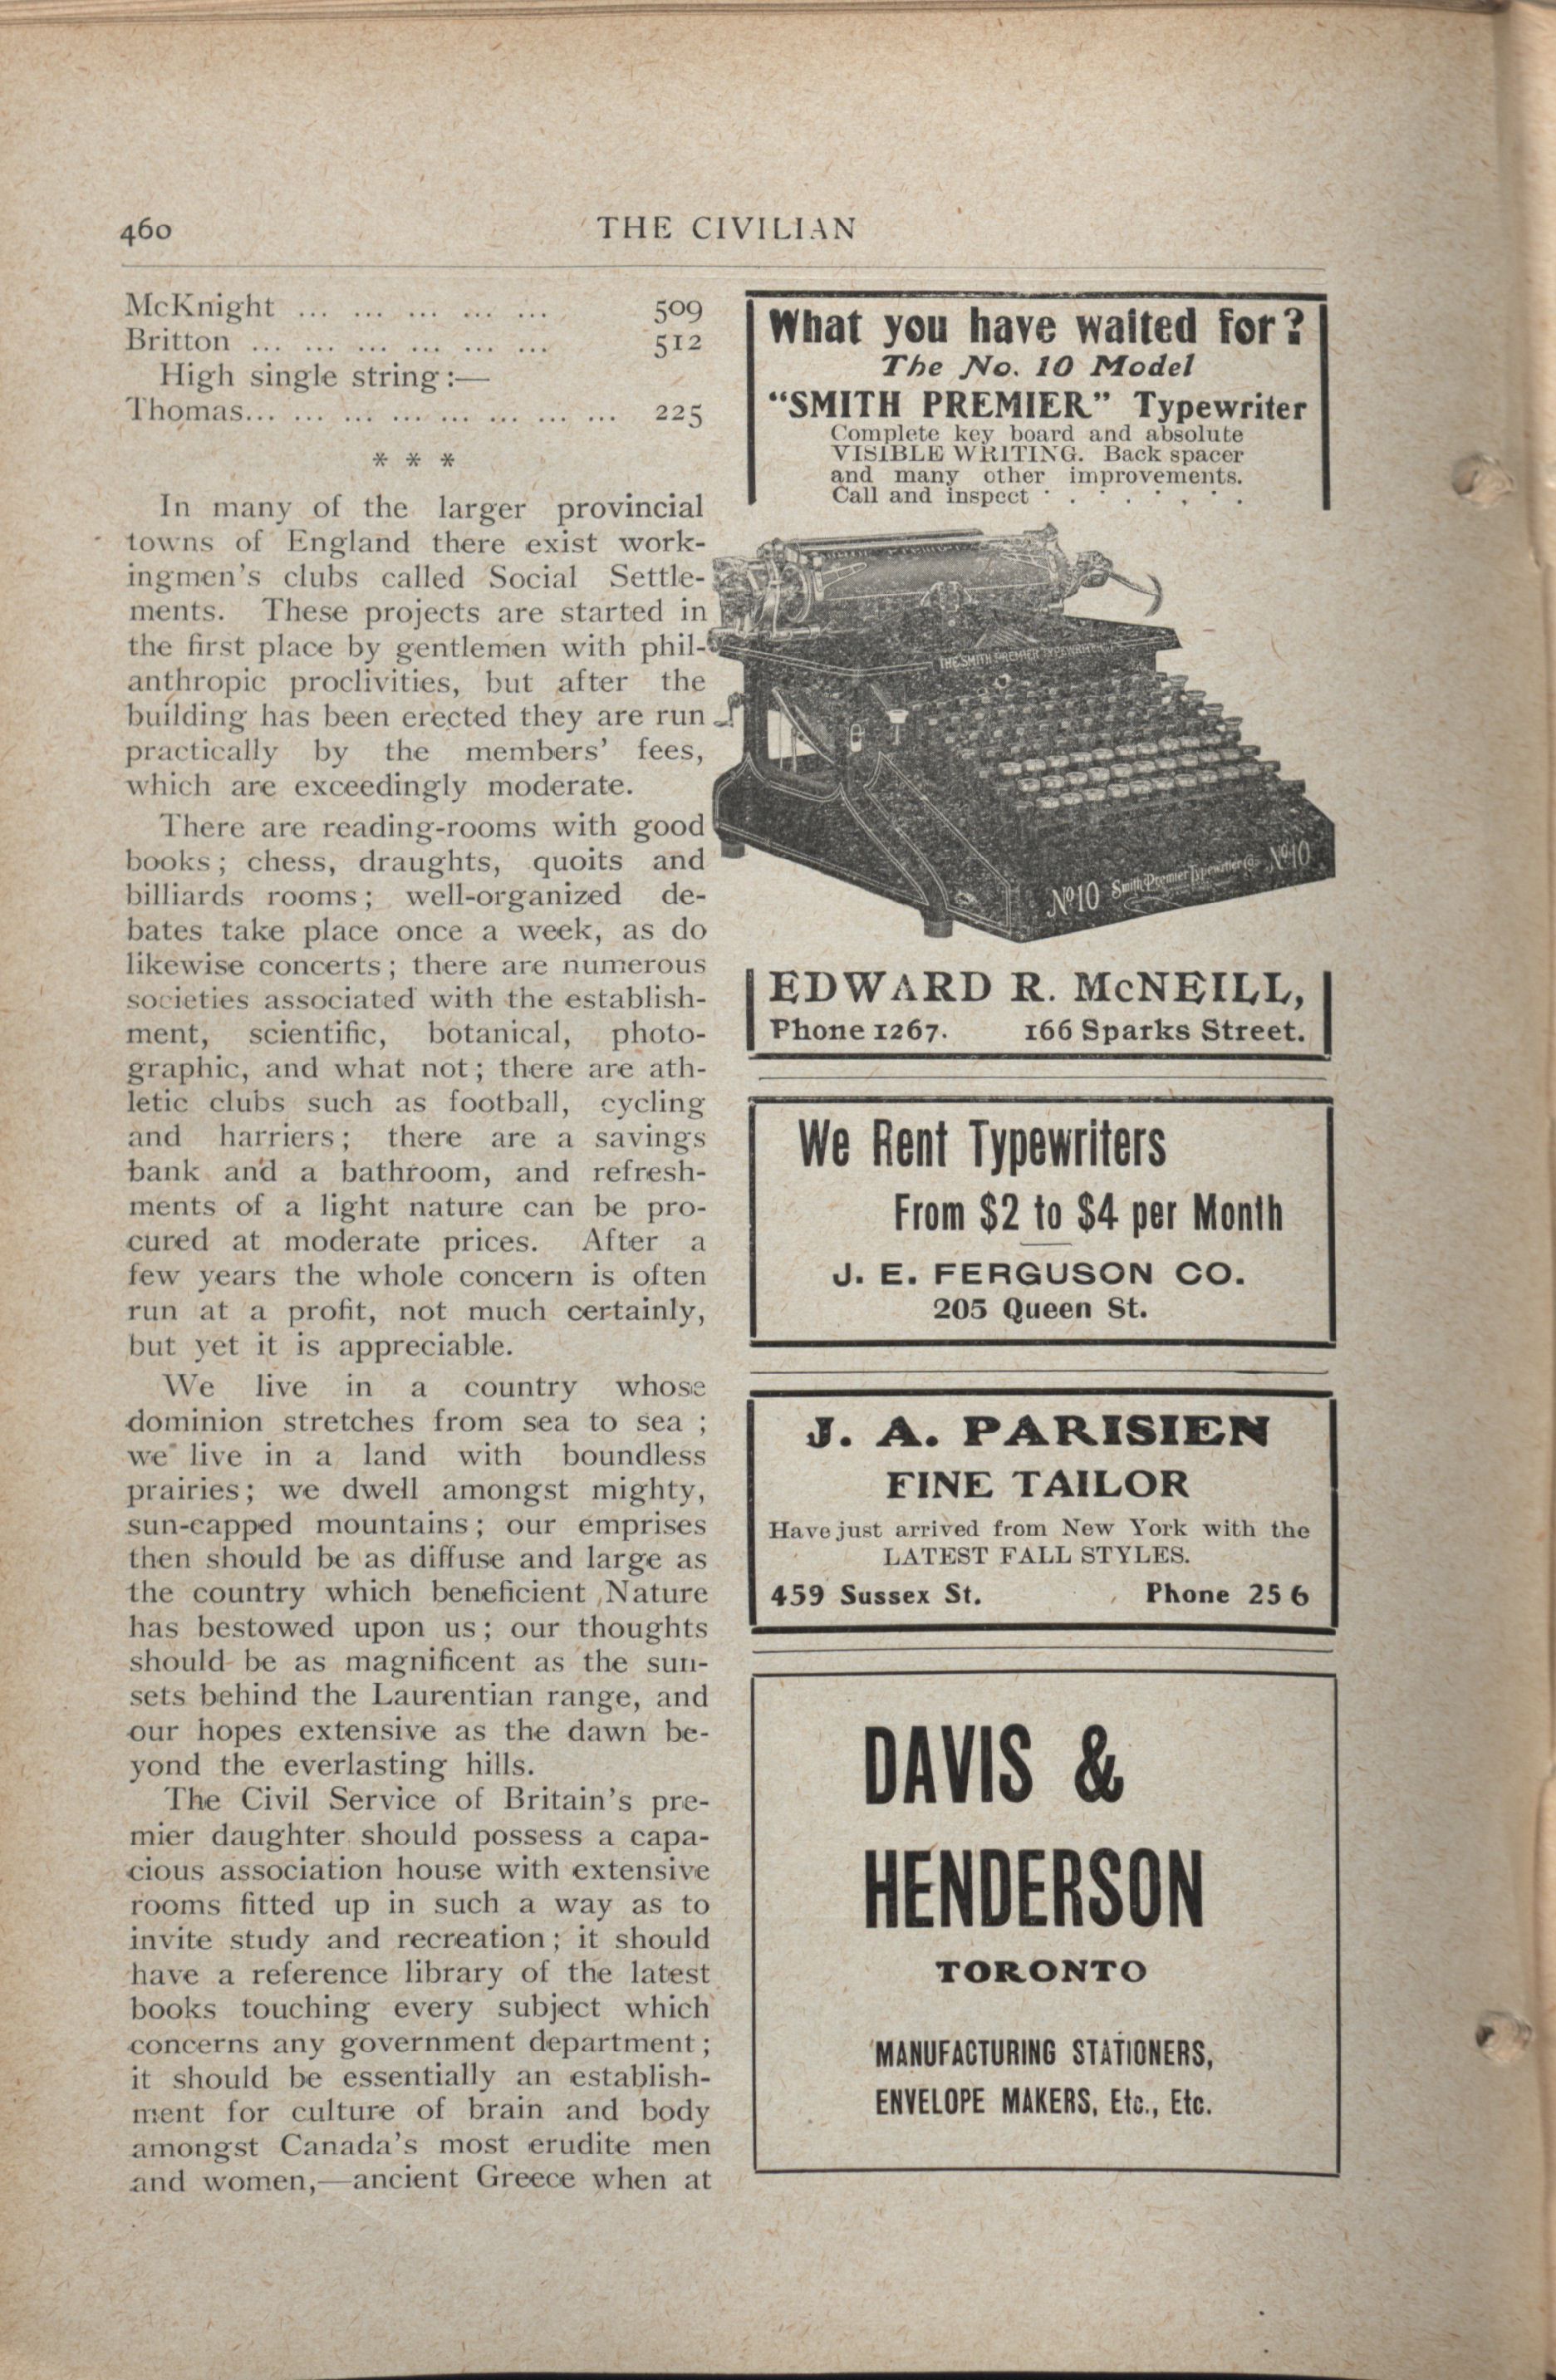 460
THE CIVILIAN
McKnight ... ... ... ... ... 509
Britton ... ... ... ... ... ... 512
High single string:—
Thomas... ... ... ... ... ... ... ... 225
* * *
In many of the larger provincial
towns of England there exist work-
ingmen's clubs called Social Settle-
ments. These projects are started in
the first place by gentlemen with phil-
anthropic proclivities, but after the
building has been erected they are run
practically by the members' fees,
which are exceedingly moderate.
There are reading-rooms with good
books; chess, draughts, quoits and
billiards rooms; well-organized de-
bates take place once a week, as do
likewise concerts; there are numerous
societies associated with the establish-
ment, scientific, botanical, photo-
graphic, and what not; there are ath-
letic clubs such as football, cycling
and harriers; there are a savings
bank and a bathroom, and refresh-
ments of a light nature can be pro-
cured at moderate prices. After a
few years the whole concern is often
run at a profit, not much certainly,
but yet it is appreciable.
We live in a country whose
dominion stretches from sea to sea;
we live in a land with boundless
prairies; we dwell amongst mighty,
sun-capped mountains; our emprises
then should be as diffuse and large as
the country which beneficient Nature
has bestowed upon us; our thoughts
should be as magnificent as the sun-
sets behind the Laurentian range, and
our hopes extensive as the dawn be-
yond the everlasting hills.
The Civil Service of Britain's pre-
mier daughter should possess a capa-
cious association house with extensive
rooms fitted up in such a way as to
invite study and recreation; it should
have a reference library of the latest
books touching every subject which
concerns any government department;
it should be essentially an establish-
ment for culture of brain and body
amongst Canada's most erudite men
and women,—ancient Greece when at
What you have waited for?
The No. 10 Model
"SMITH PREMIER" Typewriter
Complete key board and absolute
VISIBLE WRITING. Back spacer
and many other improvements.
Call and inspect . . . . . . .
THE SMITH PREMIER TYPEWRITER
No10 Smith Premier Typewriter Co. No10
EDWARD R. McNEILL,
Phone 1267. 166 Sparks Street.
We Rent Typewriters
From $2 to $4 per Month
J. E. FERGUSON CO.
205 Queen St.
J. A. PARISIEN
FINE TAILOR
Have just arrived from New York with the
LATEST FALL STYLES.
459 Sussex St. Phone 256
DAVIS &
HENDERSON
TORONTO
MANUFACTURING STATIONERS,
ENVELOPE MAKERS, Etc., Etc.